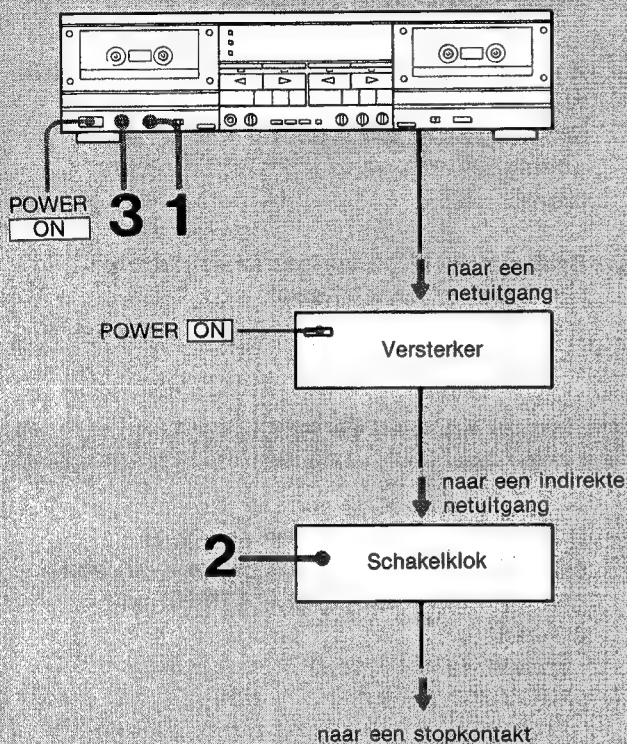 POWER
ON
3 1
naar een
netuitgang
POWER ON
Versterker
naar een indirekte
netuitgang
2
Schakelklok
naar een stopkontakt